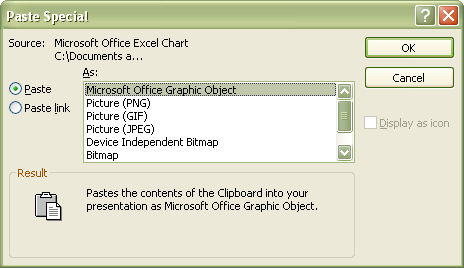 Paste Special
Source: Microsoft Office Excel Chart
C:\Documents a...
As:
Paste
Paste link
Microsoft Office Graphic Object
Picture (PNG)
Picture (GIF)
Picture (JPEG)
Device Independent Bitmap
Bitmap
OK
Cancel
Display as icon
Result
Pastes the contents of the Clipboard into your
presentation as Microsoft Office Graphic Object.